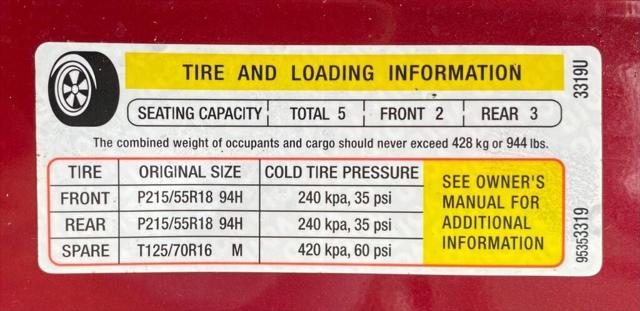 TIRE AND LOADING INFORMATION
SEATING CAPACITY TOTAL 5 FRONT 2 REAR 3
The combined weight of occupants and cargo should never exceed 428 kg or 944 lbs.
TIRE ORIGINAL SIZE COLD TIRE PRESSURE
FRONT P215/55R18 94H 240 kpa, 35 psi
REAR P215/55R18 94H 240 kpa, 35 psi
SPARE T125/70R16 M 420 kpa, 60 psi
SEE OWNER'S
MANUAL FOR
ADDITIONAL
INFORMATION
3319U
95353319